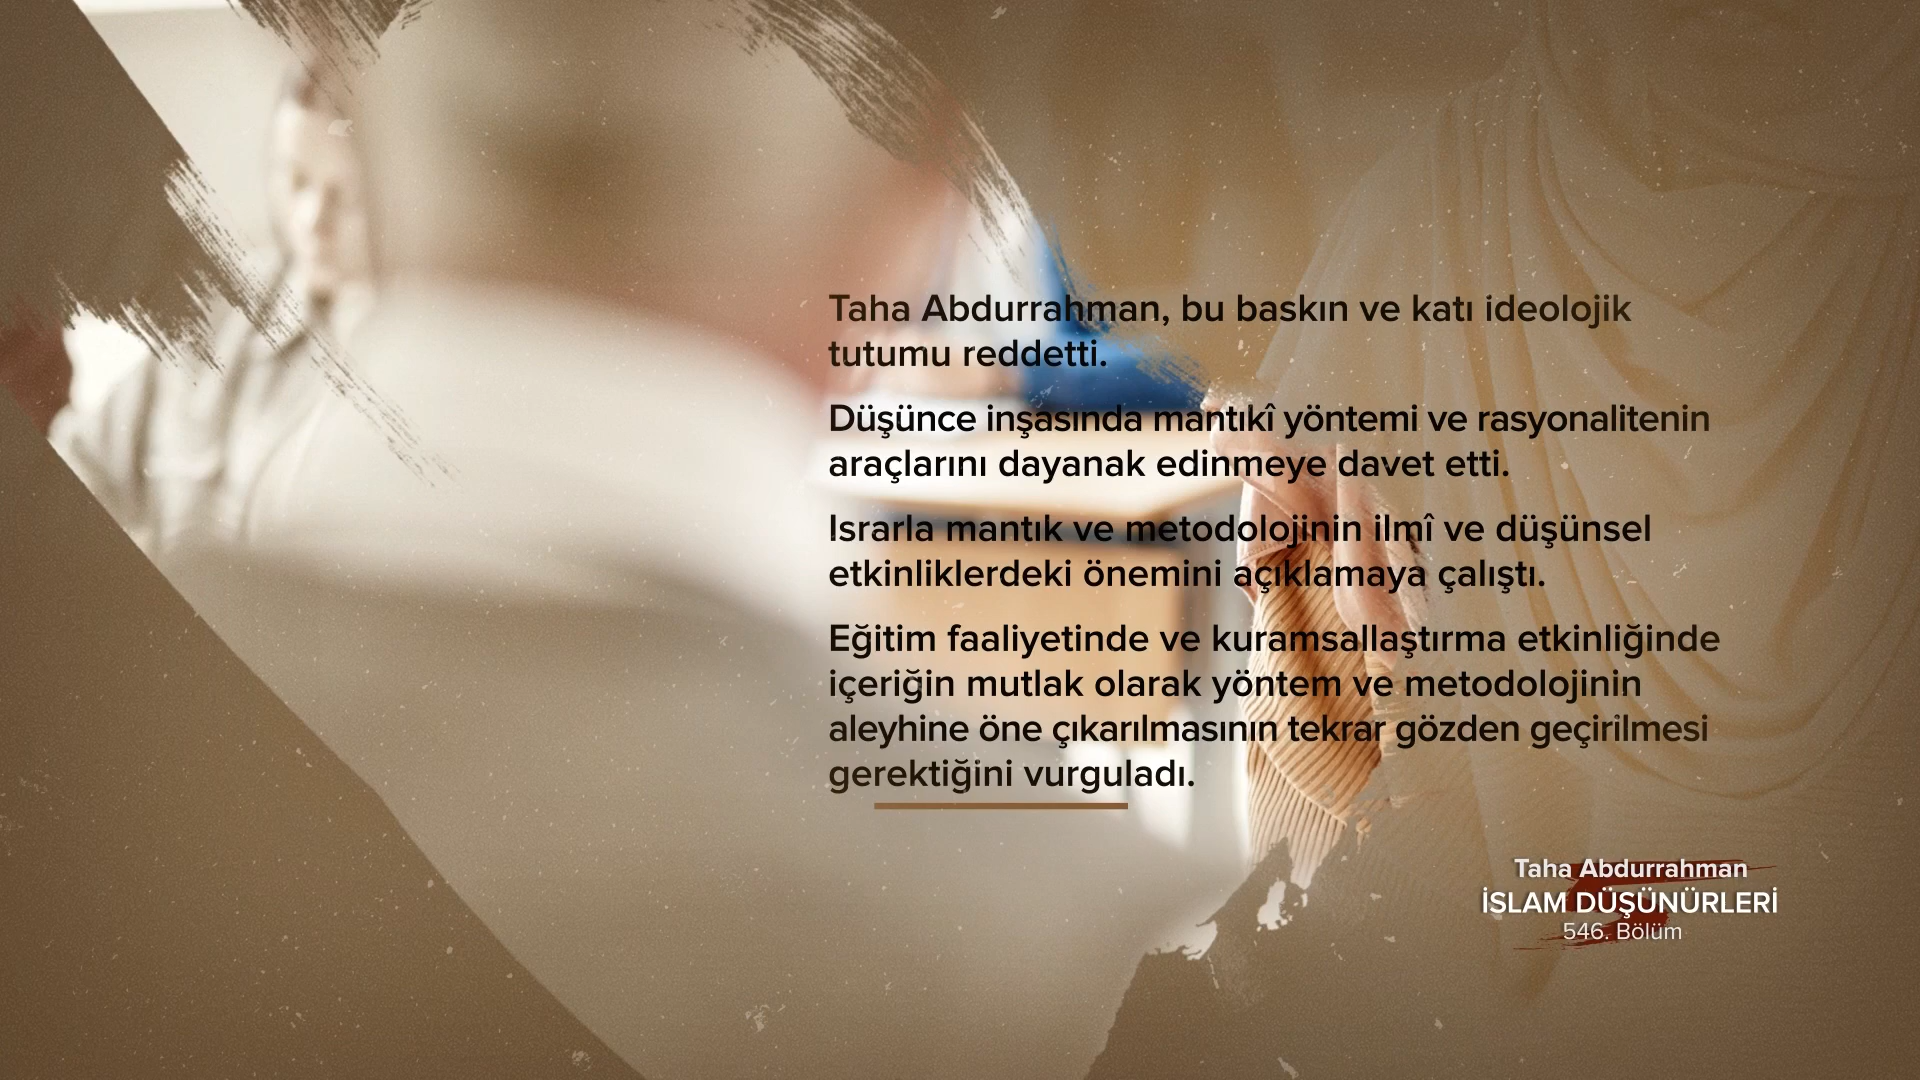 Taha Abdurrahman, bu baskın ve katı ideolojik
tutumu reddetti.
Düşünce inşasında mantıkî yöntemi ve rasyonalitenin
araçlarını dayanak edinmeye davet etti.
Israrla mantık ve metodolojinin ilmî ve düşünsel
etkinliklerdeki önemini açıklamaya çalıştı.
Eğitim faaliyetinde ve kuramsallaştırma etkinliğinde
içeriğin mutlak olarak yöntem ve metodolojinin
aleyhine öne çıkarılmasının tekrar gözden geçirilmesi
gerektiğini vurguladı.
Taha Abdurrahman
İSLAM DÜŞÜNÜRLERİ
546. Bölüm